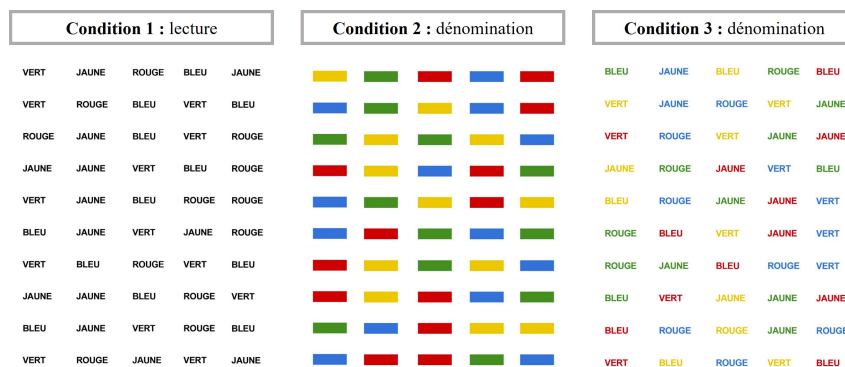 Condition 1 : lecture
VERT JAUNE ROUGE BLEU JAUNE
VERT ROUGE BLEU VERT BLEU
ROUGE JAUNE BLEU VERT ROUGE
JAUNE JAUNE VERT BLEU ROUGE
VERT JAUNE BLEU ROUGE ROUGE
BLEU JAUNE VERT JAUNE ROUGE
VERT BLEU ROUGE VERT BLEU
JAUNE JAUNE BLEU ROUGE VERT
BLEU JAUNE VERT ROUGE BLEU
VERT ROUGE JAUNE VERT JAUNE
Condition 2 : dénomination
Condition 3 : dénomination
BLEU JAUNE BLEU ROUGE BLEU
VERT JAUNE ROUGE VERT JAUNE
VERT ROUGE VERT JAUNE JAUNE
JAUNE ROUGE JAUNE VERT BLEU
BLEU ROUGE JAUNE JAUNE VERT
ROUGE BLEU VERT JAUNE VERT
ROUGE JAUNE BLEU ROUGE VERT
BLEU VERT JAUNE JAUNE JAUNE
BLEU ROUGE ROUGE JAUNE ROUGE
VERT BLEU ROUGE VERT BLEU